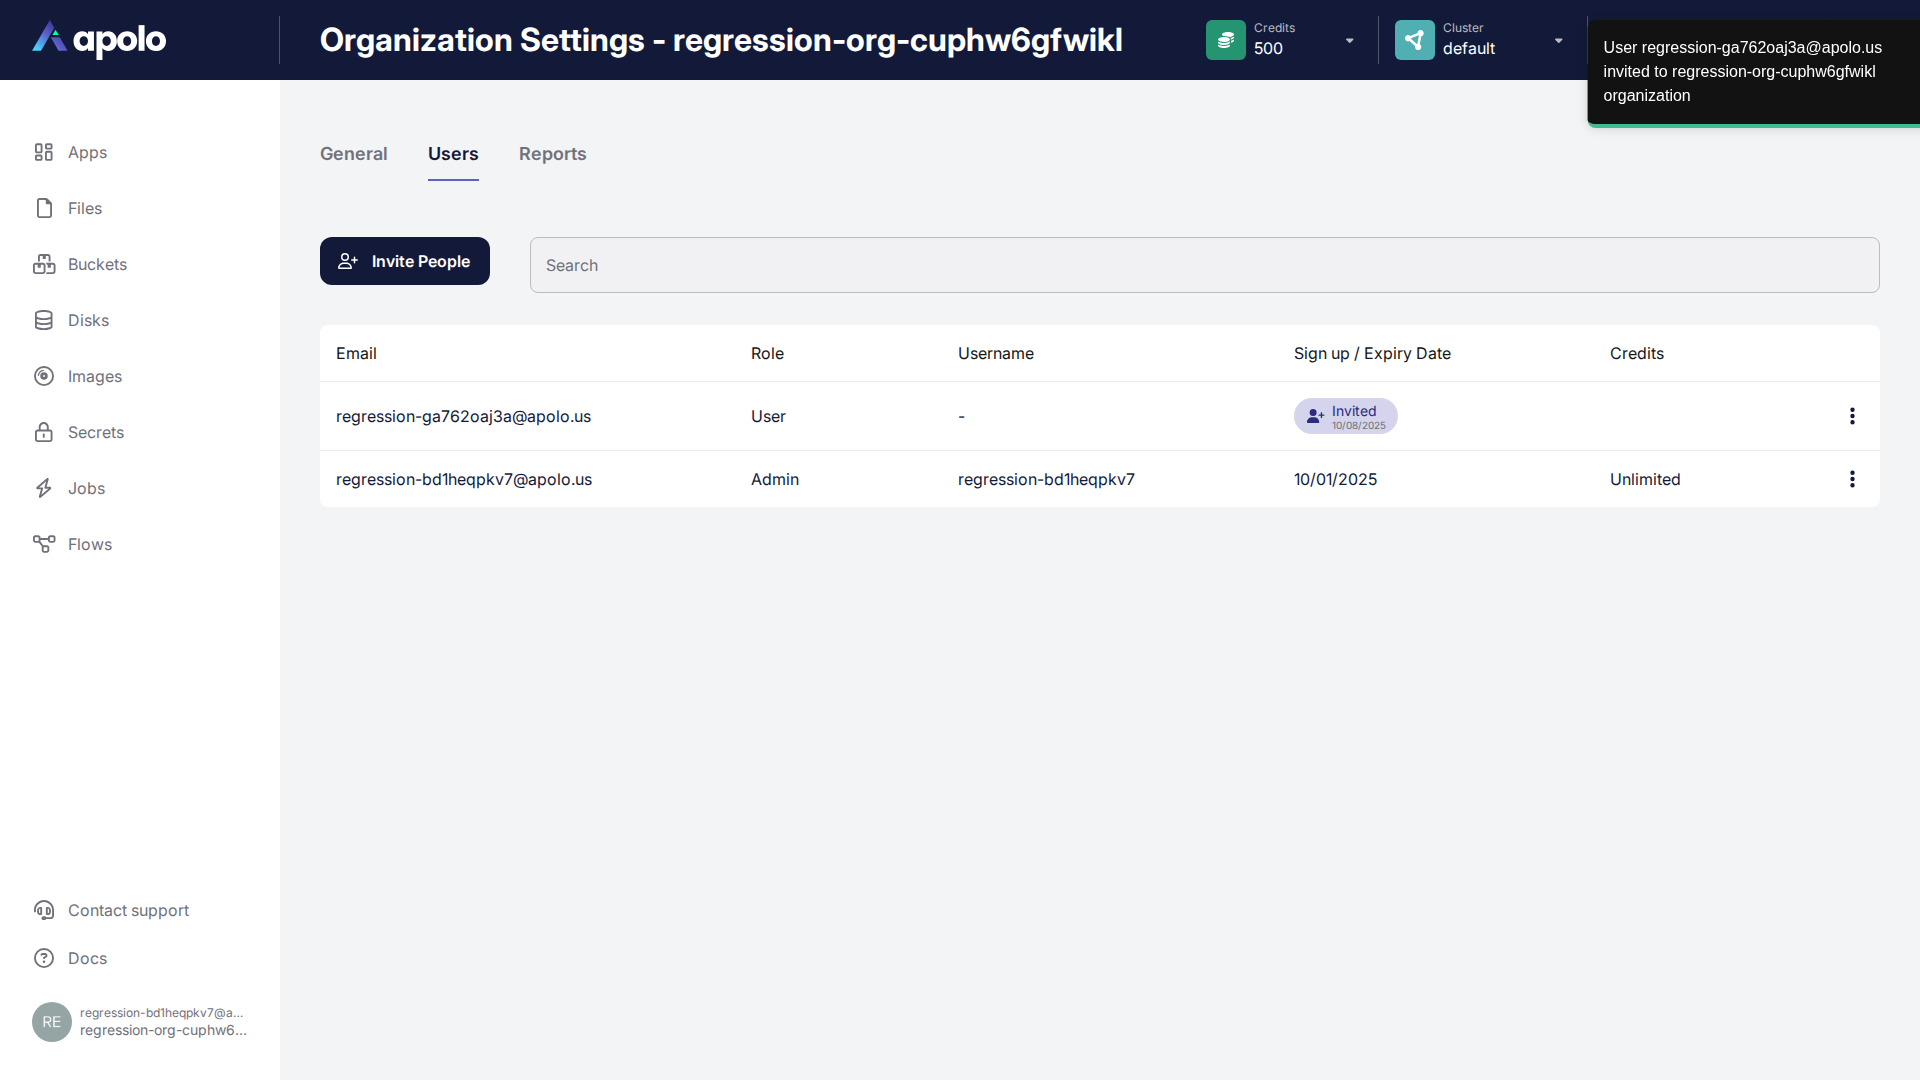 apolo
Organization Settings - regression-org-cuphw6gfwikl
Credits
500
Cluster
default
User regression-ga762oaj3a@apolo.us
invited to regression-org-cuphw6gfwikl
organization
Apps
Files
Buckets
Disks
Images
Secrets
Jobs
Flows
General Users Reports
Invite People
Search
Email Role Username Sign up / Expiry Date Credits
regression-ga762oaj3a@apolo.us User - Invited
10/08/2025
regression-bd1heqpkv7@apolo.us Admin regression-bd1heqpkv7 10/01/2025 Unlimited
Contact support
Docs
RE
regression-bd1heqpkv7@a...
regression-org-cuphw6...